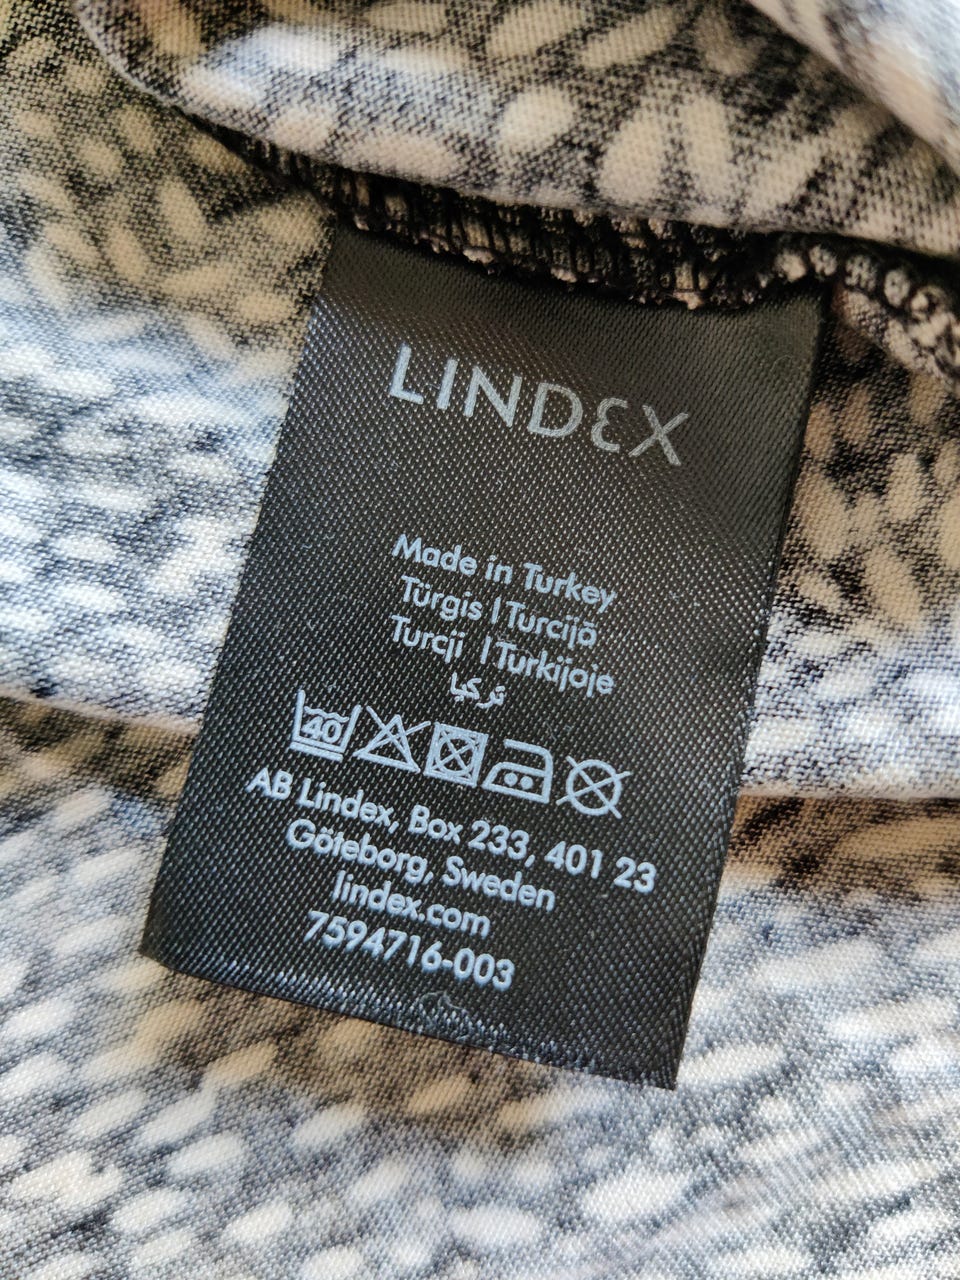 LINDEX
Made in Turkey
Türgis | Turcijā
Turcji | Turkijoje
تركيا
40
AB Lindex, Box 233, 401 23
Göteborg, Sweden
lindex.com
7594716-003